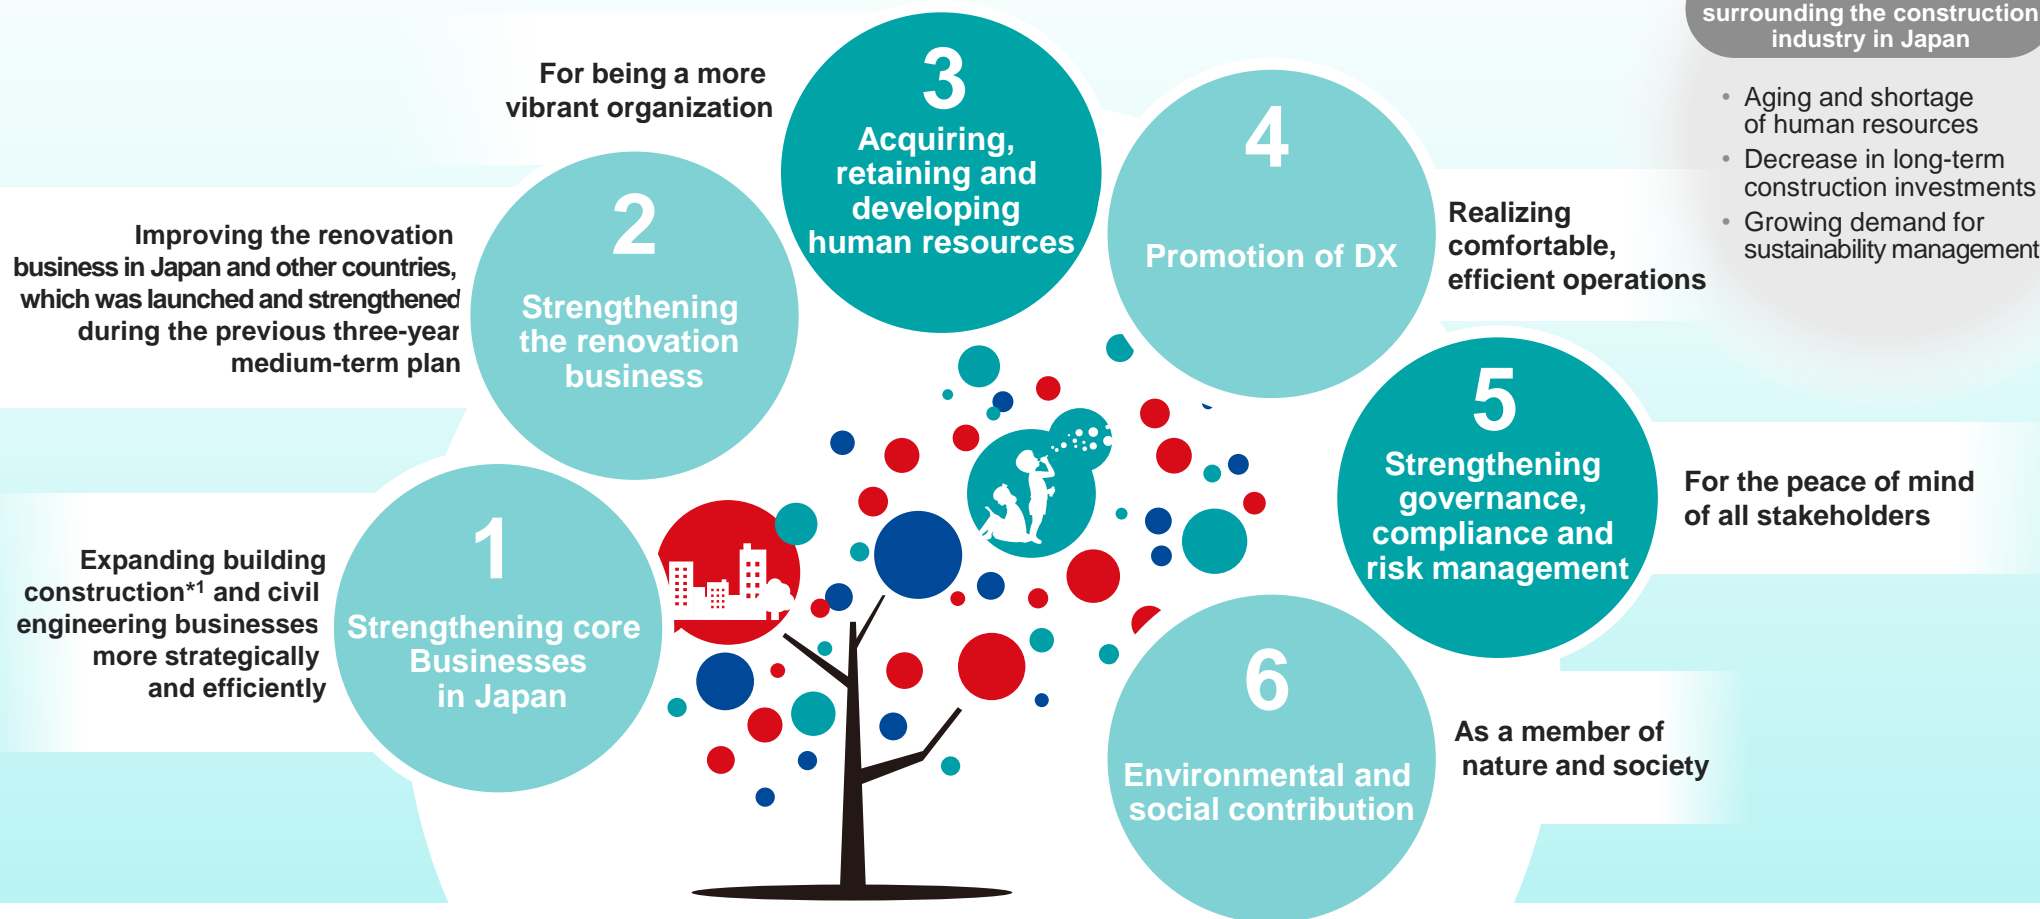 1
Strengthening core
Businesses
in Japan
Expanding building
construction*1 and civil
engineering businesses
more strategically
and efficiently
2
Strengthening
the renovation
business
Improving the renovation
business in Japan and other countries,
which was launched and strengthened
during the previous three-year
medium-term plan
3
Acquiring,
retaining and
developing
human resources
For being a more
vibrant organization
4
Promotion of DX
Realizing
comfortable,
efficient operations
5
Strengthening
governance,
compliance and
risk management
For the peace of mind
of all stakeholders
6
Environmental and
social contribution
As a member of
nature and society
surrounding the construction
industry in Japan
• Aging and shortage
of human resources
• Decrease in long-term
construction investments
• Growing demand for
sustainability management